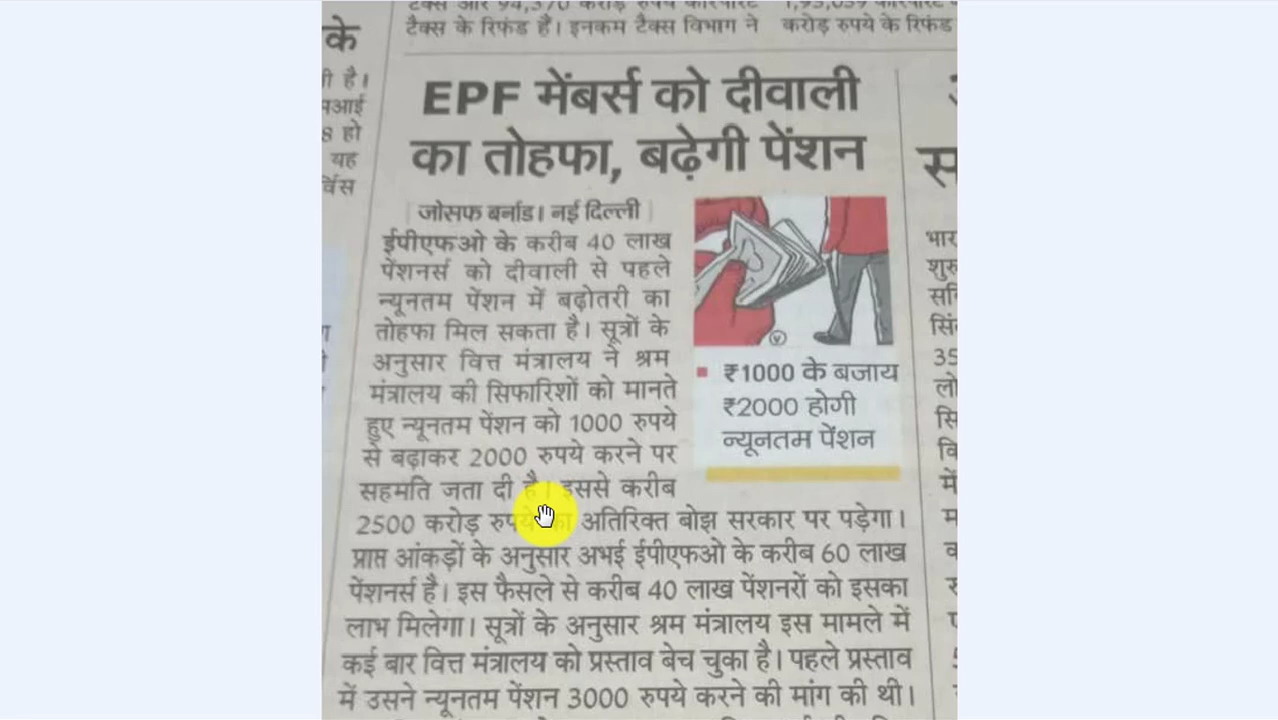 टैक्स के रिफंड हैं। इनकम टैक्स विभाग ने
करोड़ रुपये के रिफंड
के
EPF मेंबर्स को दीवाली
का तोहफा, बढ़ेगी पेंशन
जोसफ बर्नाड। नई दिल्ली
ईपीएफओ के करीब 40 लाख
पेंशनर्स को दीवाली से पहले
न्यूनतम पेंशन में बढ़ोतरी का
तोहफा मिल सकता है। सूत्रों के
अनुसार वित्त मंत्रालय ने श्रम
मंत्रालय की सिफारिशों को मानते
हुए न्यूनतम पेंशन को 1000 रुपये
से बढ़ाकर 2000 रुपये करने पर
सहमति जता दी है। इससे करीब
2500 करोड़ रुपये का अतिरिक्त बोझ सरकार पर पड़ेगा।
प्राप्त आंकड़ों के अनुसार अभई ईपीएफओ के करीब 60 लाख
पेंशनर्स है। इस फैसले से करीब 40 लाख पेंशनरों को इसका
लाभ मिलेगा। सूत्रों के अनुसार श्रम मंत्रालय इस मामले में
कई बार वित्त मंत्रालय को प्रस्ताव बेच चुका है। पहले प्रस्ताव
में उसने न्यूनतम पेंशन 3000 रुपये करने की मांग की थी।
₹1000 के बजाय
₹2000 होगी
न्यूनतम पेंशन